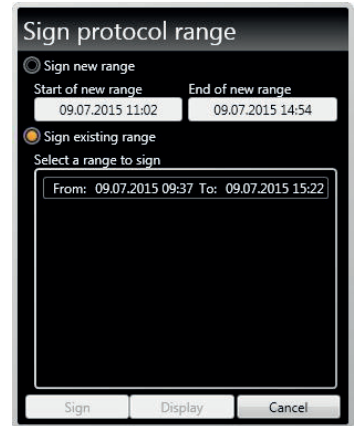 Sign protocol range
Sign new range
Start of new range End of new range
09.07.2015 11:02 09.07.2015 14:54
Sign existing range
Select a range to sign
From: 09.07.2015 09:37 To: 09.07.2015 15:22
Sign Display Cancel